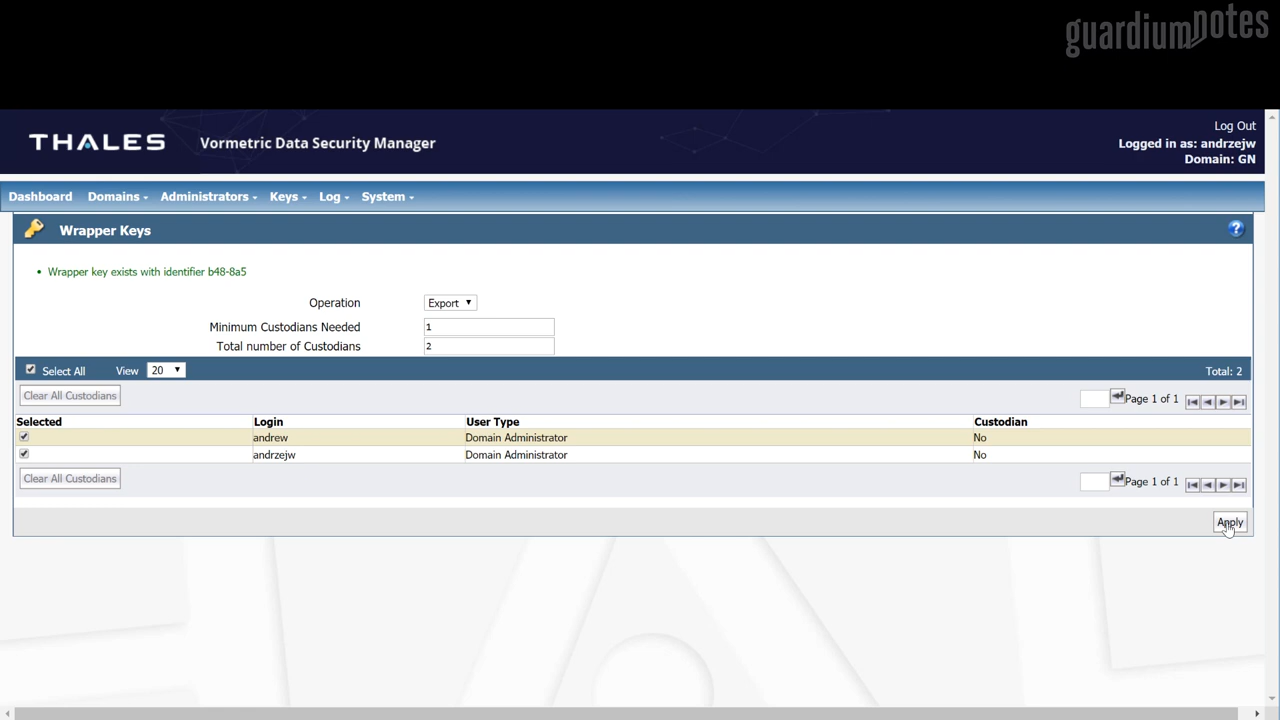 guardiumnotes
THALES
Vormetric Data Security Manager
Log Out
Logged in as: andrzejw
Domain: GN
Dashboard Domains Administrators Keys Log System
Wrapper Keys ?
• Wrapper key exists with identifier b48-8a5
Operation Export
Minimum Custodians Needed 1
Total number of Custodians 2
Select All View 20 Total: 2
Clear All Custodians Page 1 of 1
Selected Login User Type Custodian
andrew Domain Administrator No
andrzejw Domain Administrator No
Clear All Custodians Page 1 of 1
Apply